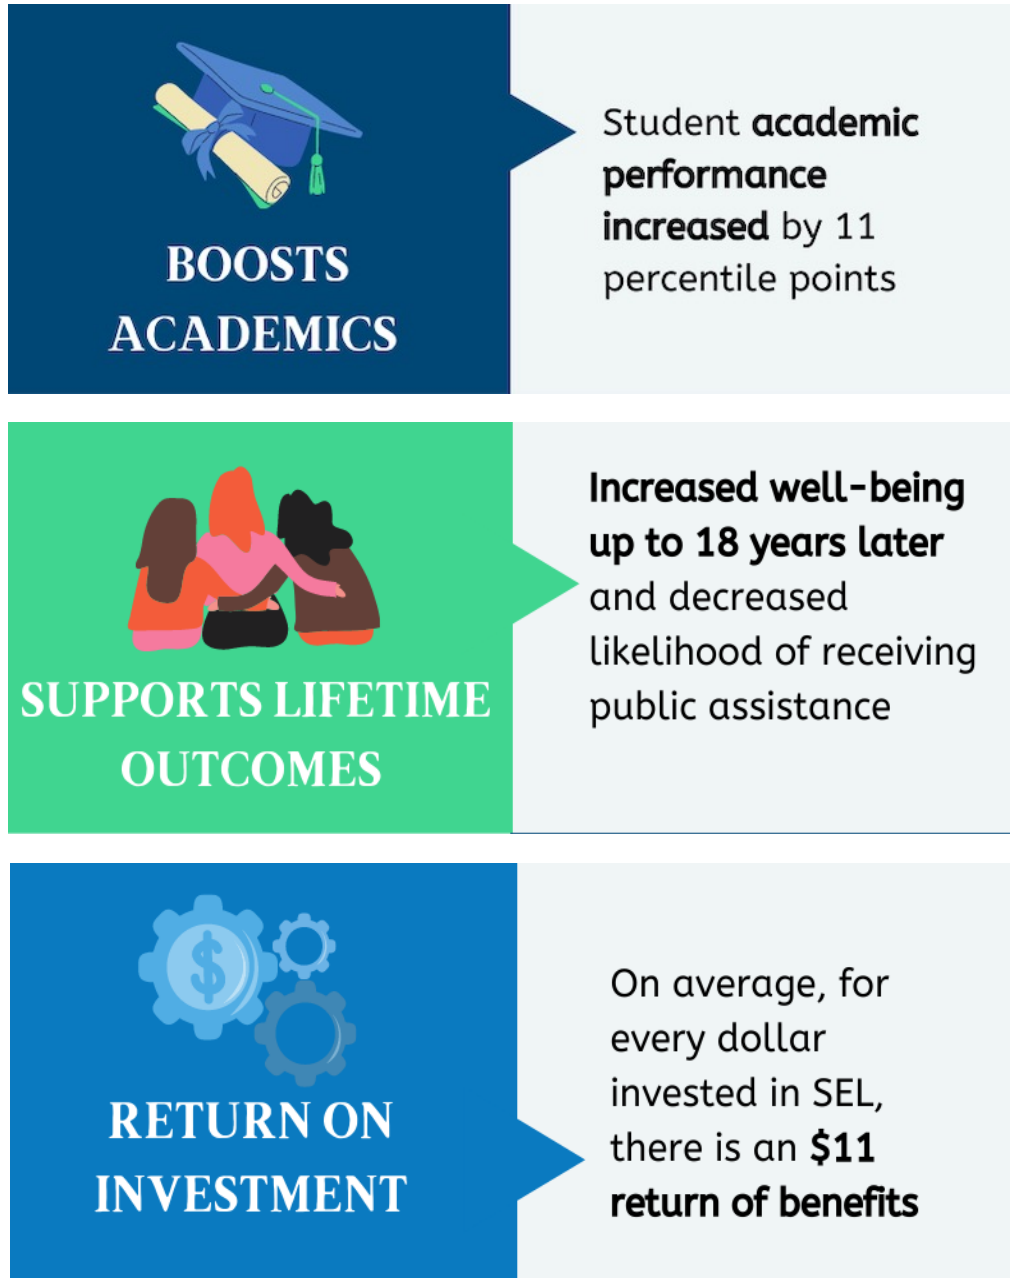 BOOSTS
ACADEMICS
Student academic
performance
increased by 11
percentile points
SUPPORTS LIFETIME
OUTCOMES
Increased well-being
up to 18 years later
and decreased
likelihood of receiving
public assistance
$
RETURN ON
INVESTMENT
On average, for
every dollar
invested in SEL,
there is an $11
return of benefits